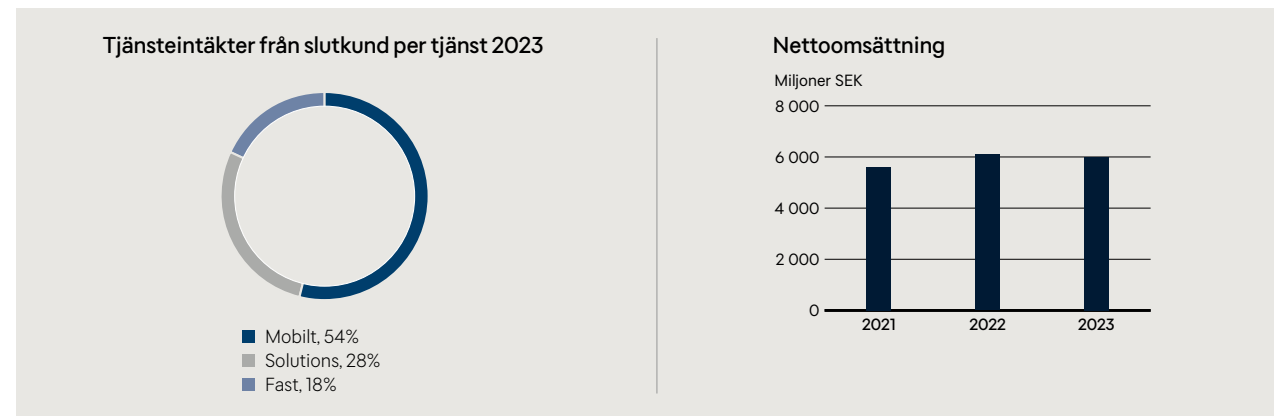 Tjänsteintäkter från slutkund per tjänst 2023
Mobilt, 54%
Solutions, 28%
Fast, 18%
Nettoomsättning
Miljoner SEK
8 000
6 000
4 000
2 000
0
2021 2022 2023